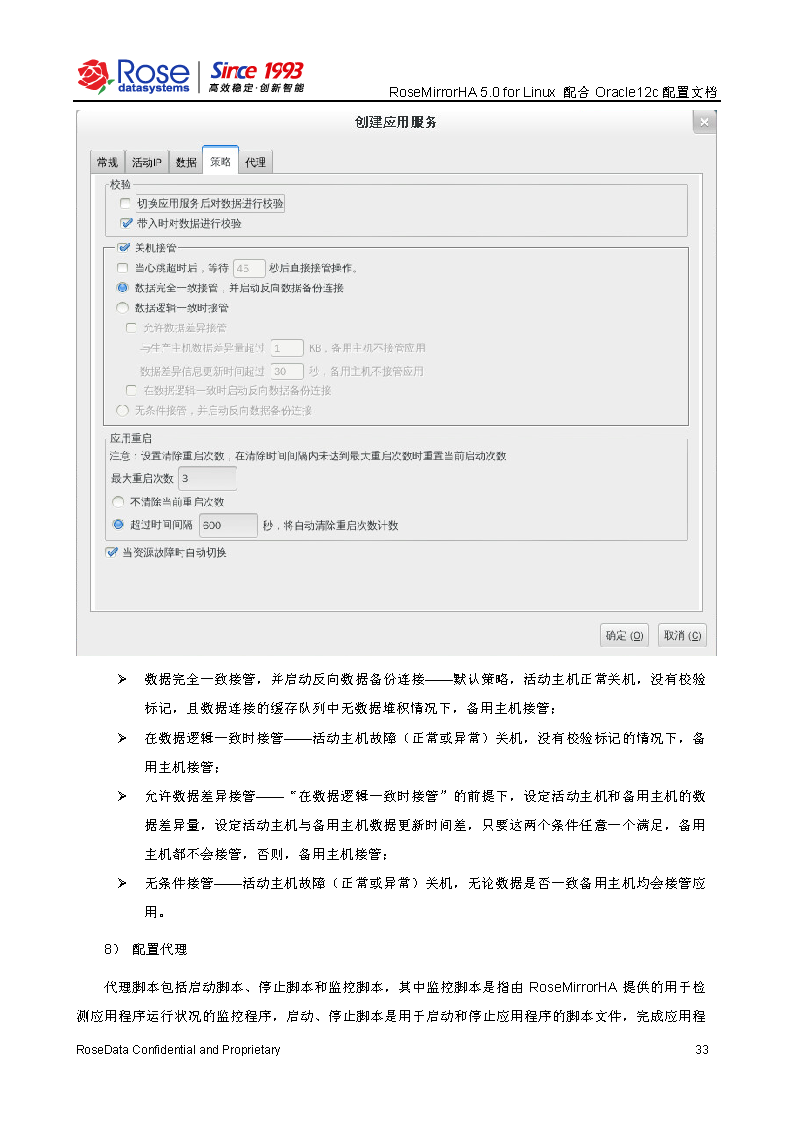 Rose
datasystems
Since 1993
高效稳定·创新智能
RoseMirrorHA 5.0 for Linux 配合 Oracle12c 配置文档
创建应用服务
常规 活动IP 数据 策略 代理
校验
切换应用服务后对数据进行校验
带入时对数据进行校验
关机接管
当心跳超时后，等待 45 秒后直接接管操作。
数据完全一致接管，并启动反向数据备份连接
数据逻辑一致时接管
允许数据差异接管
与生产主机数据差异量超过 1 KB，备用主机不接管应用
数据差异信息更新时间超过 30 秒，备用主机不接管应用
在数据逻辑一致时启动反向数据备份连接
无条件接管，并启动反向数据备份连接
应用重启
注意：设置清除重启次数，在清除时间间隔内未达到最大重启次数时重置当前启动次数
最大重启次数 3
不清除当前重启次数
超过时间间隔 600 秒，将自动清除重启次数计数
当资源故障时自动切换
确定 (O) 取消 (C)
➢ 数据完全一致接管，并启动反向数据备份连接——默认策略，活动主机正常关机，没有校验
标记，且数据连接的缓存队列中无数据堆积情况下，备用主机接管；
➢ 在数据逻辑一致时接管——活动主机故障（正常或异常）关机，没有校验标记的情况下，备
用主机接管；
➢ 允许数据差异接管——“在数据逻辑一致时接管”的前提下，设定活动主机和备用主机的数
据差异量，设定活动主机与备用主机数据更新时间差，只要这两个条件任意一个满足，备用
主机都不会接管，否则，备用主机接管；
➢ 无条件接管——活动主机故障（正常或异常）关机，无论数据是否一致备用主机均会接管应
用。
8） 配置代理
代理脚本包括启动脚本、停止脚本和监控脚本，其中监控脚本是指由 RoseMirrorHA 提供的用于检
测应用程序运行状况的监控程序，启动、停止脚本是用于启动和停止应用程序的脚本文件，完成应用程
RoseData Confidential and Proprietary 33